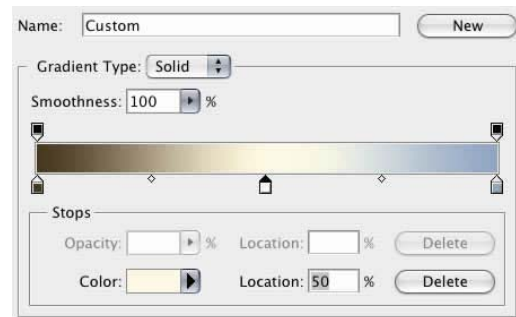 Name: Custom New
Gradient Type: Solid
Smoothness: 100 %
Stops
Opacity: % Location: % Delete
Color: Location: 50 % Delete